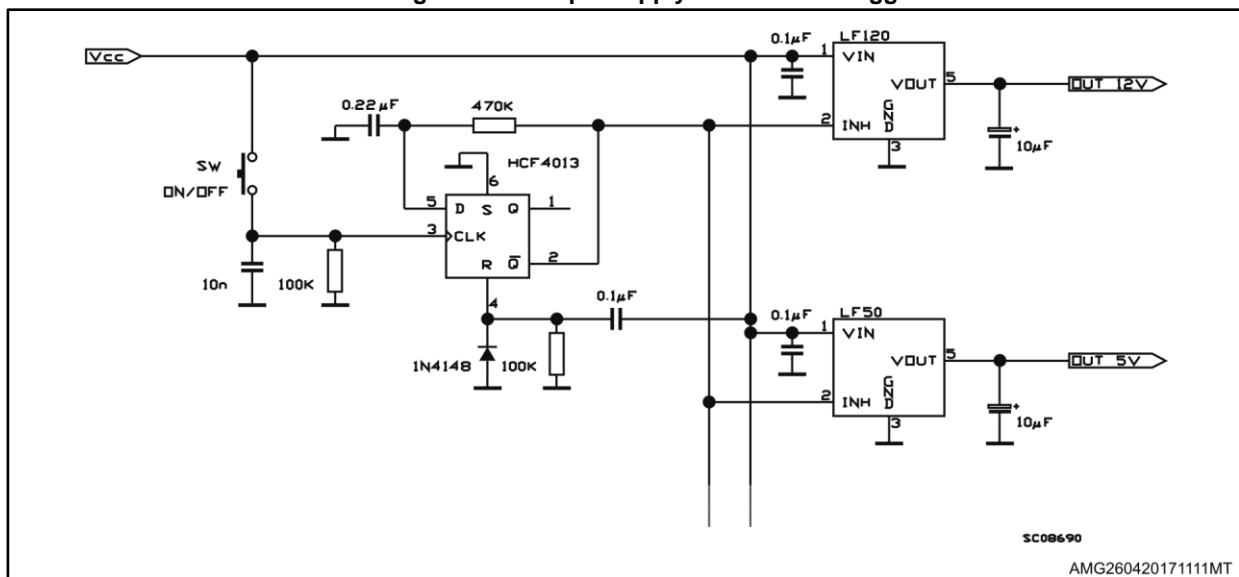 Vcc
0.1µF
LF120
1
VIN
VOUT
5
OUT 12V
GND
2
INH
3
+
10µF
0.22µF
470K
HCF4013
SW
ON/OFF
6
5
D
S
Q
1
3
CLK
R
Q
2
4
10n
100K
0.1µF
1N4148
100K
0.1µF
LF50
1
VIN
VOUT
5
OUT 5V
GND
2
INH
3
+
10µF
SC08690
AMG260420171111MT